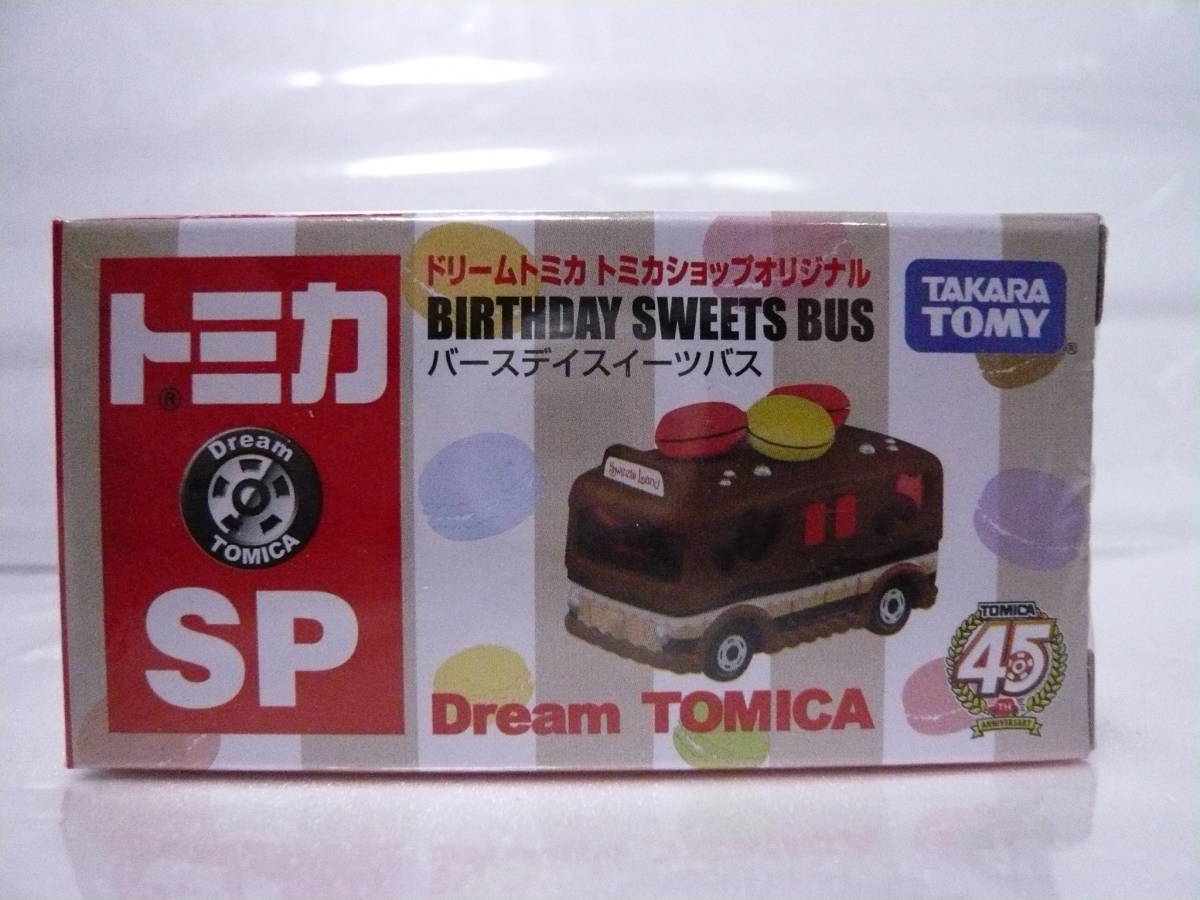 トミカ
®
Dream
TOMICA
SP
ドリームトミカ トミカショップオリジナル
BIRTHDAY SWEETS BUS
バースデイスイーツバス
TAKARA
TOMY
®
Sweets Land
Dream TOMICA
TOMICA
45
TH
ANNIVERSARY